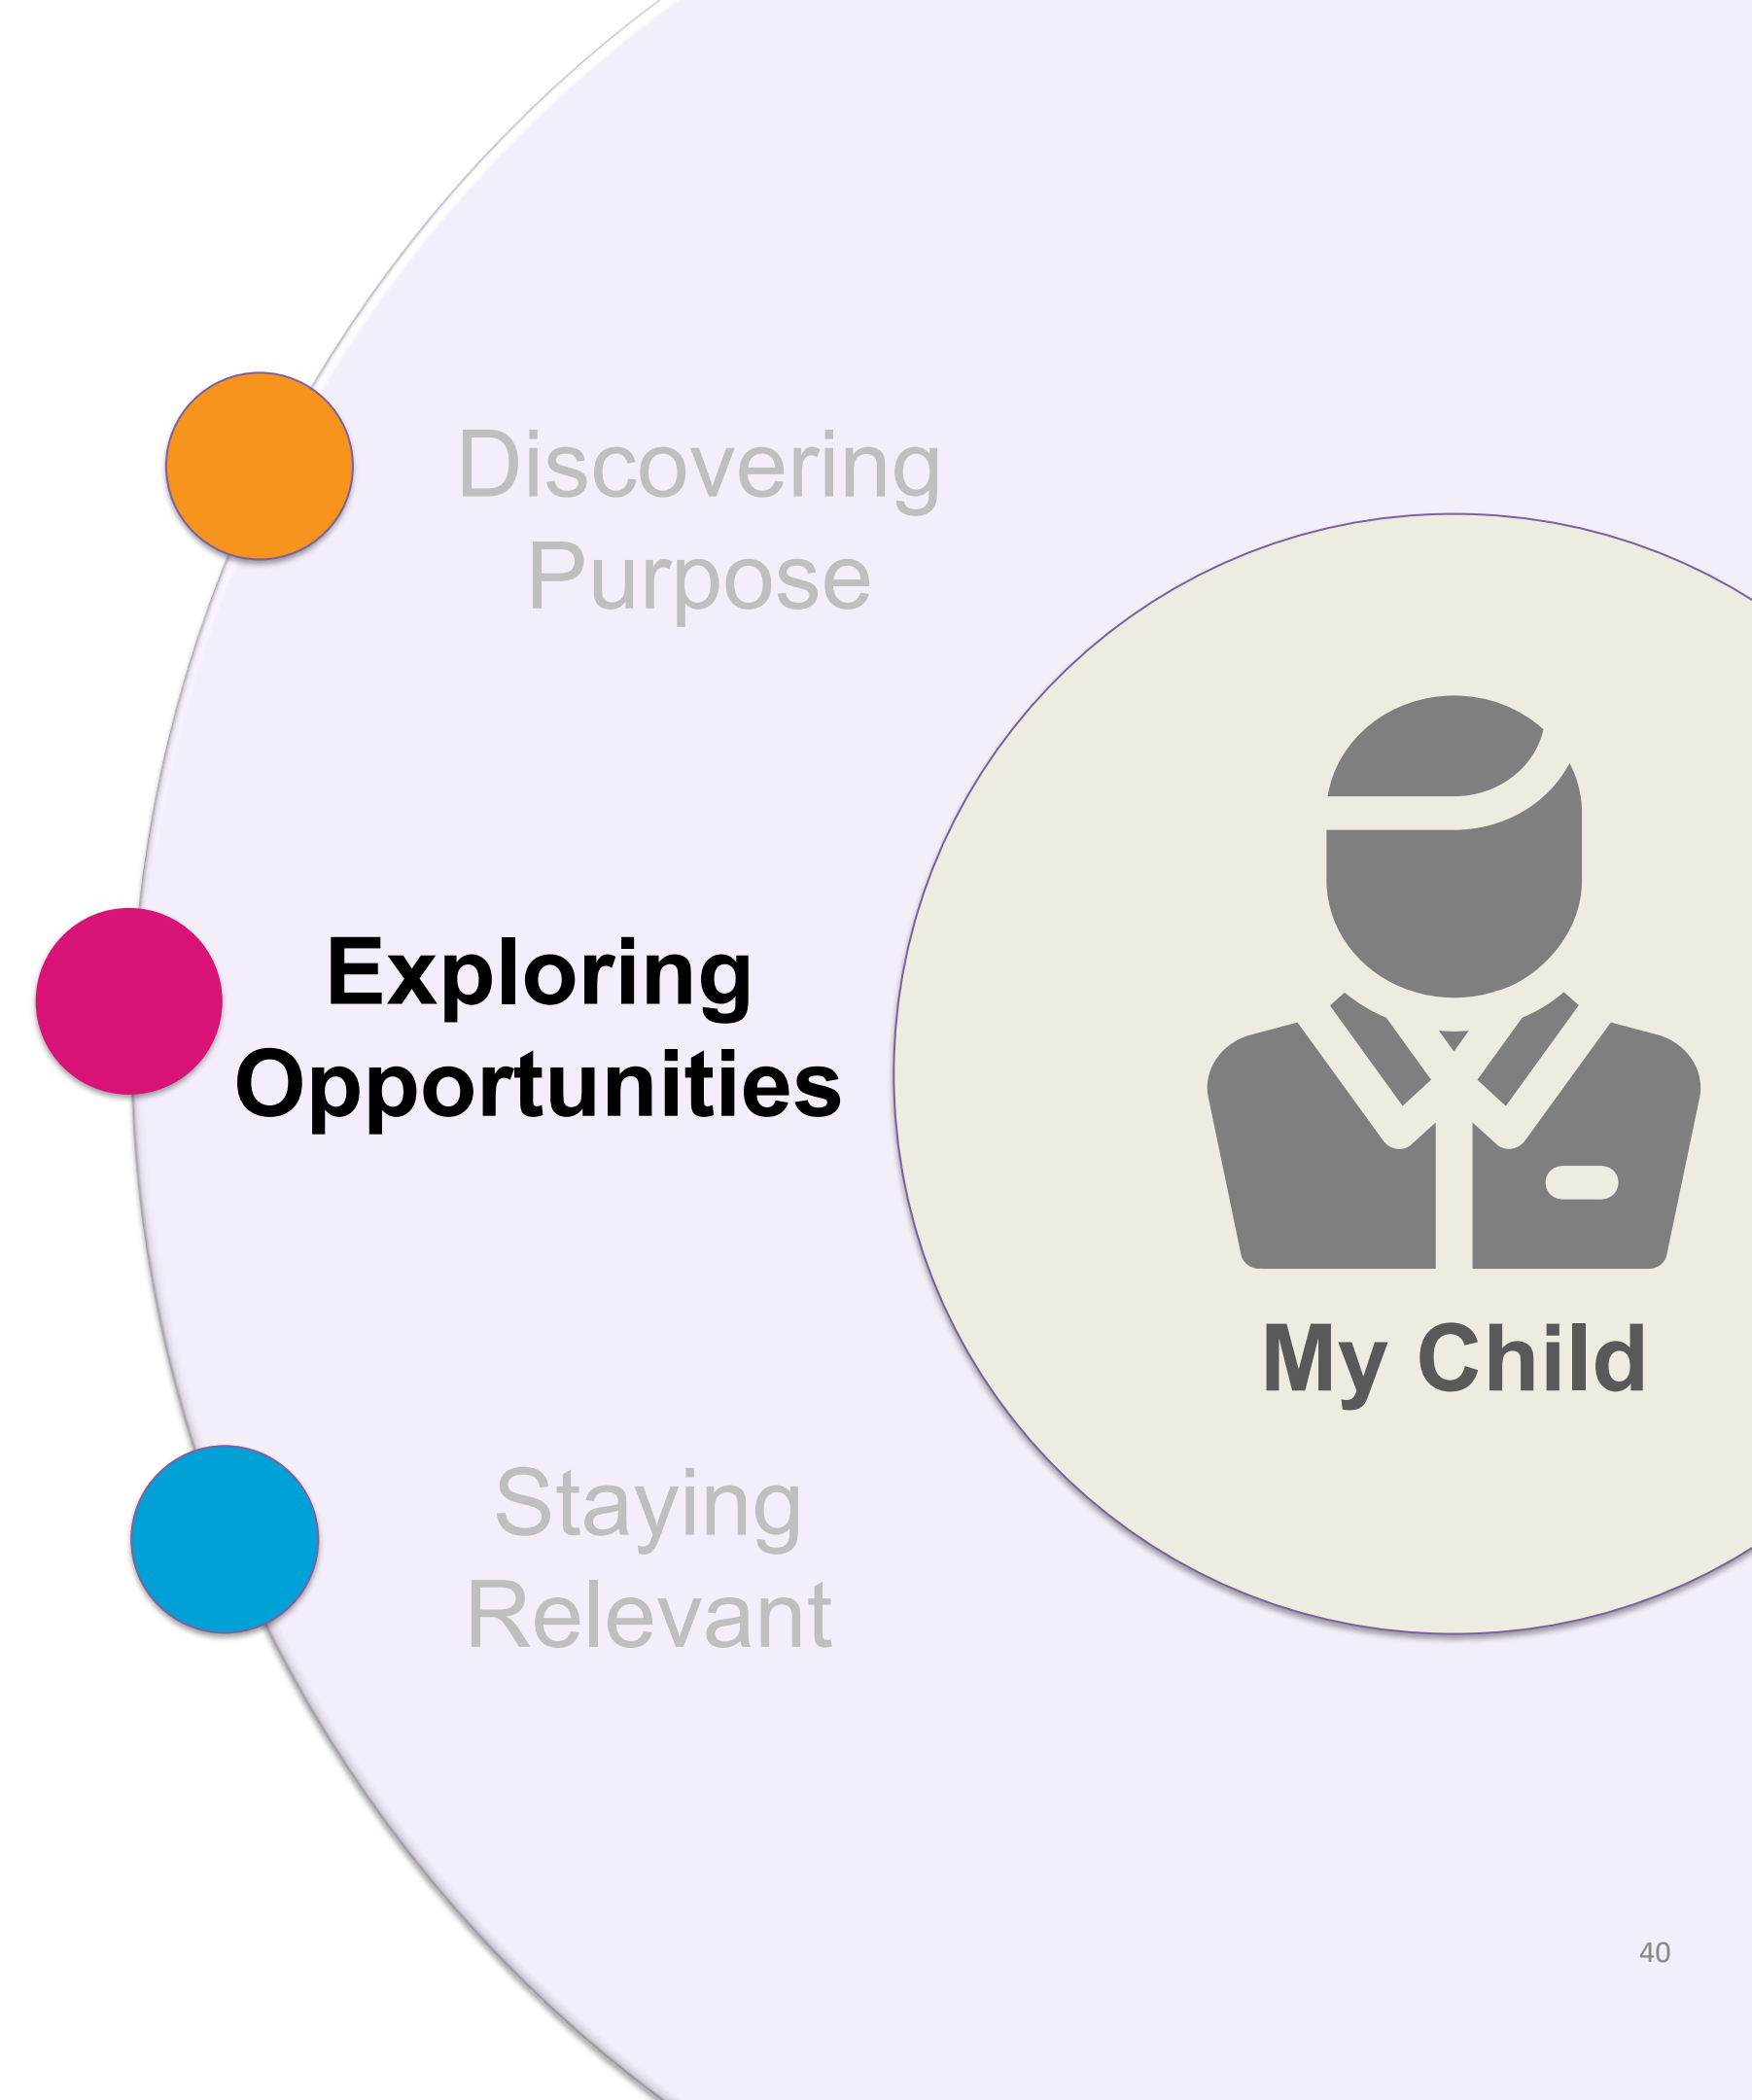 Discovering
Purpose
Exploring
Opportunities
My Child
Staying
Relevant
40